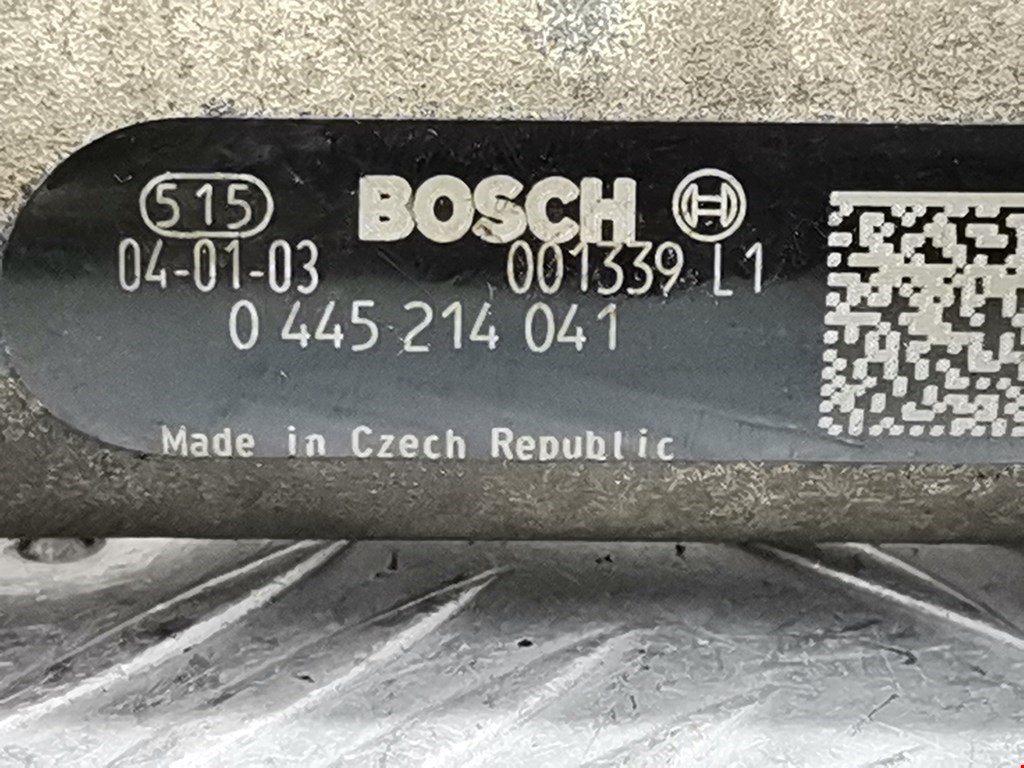 515 BOSCH
04-01-03 001339 L1
0 445 214 041
Made in Czech Republic